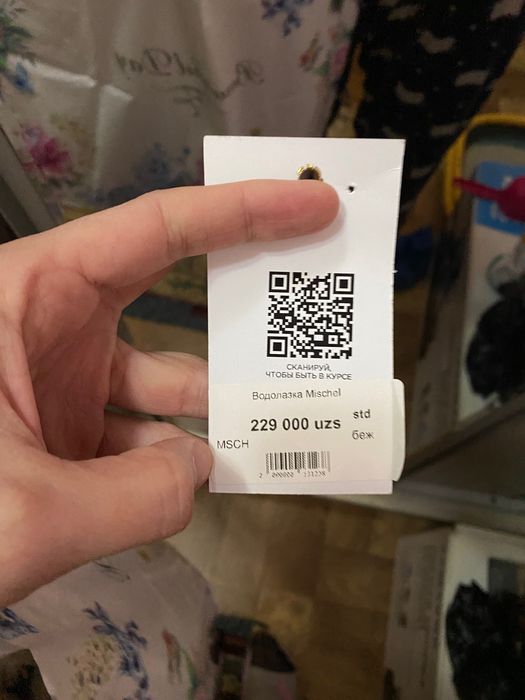 СКАНИРУЙ,
ЧТОБЫ БЫТЬ В КУРСЕ
Водолазка Mischel
229 000 uzs
std
MSCH
беж